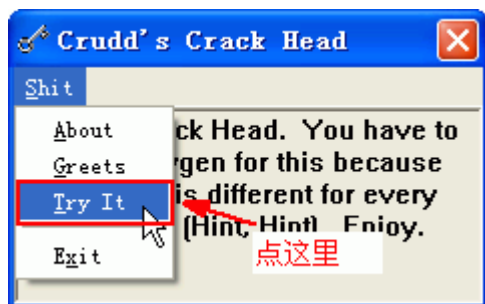 Crudd's Crack Head
Shit
About
Greets
Try It
Exit
ck Head. You have to
ygen for this because
is different for every
(Hint, Hint). Enjoy.
点这里